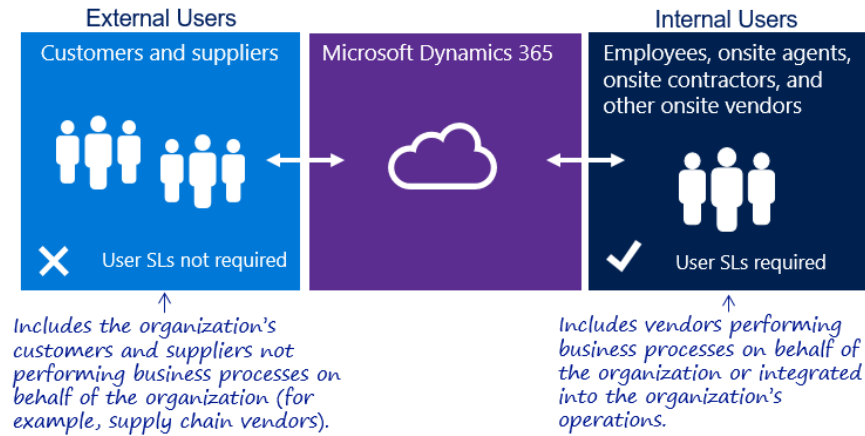 External Users
Internal Users
Customers and suppliers
Microsoft Dynamics 365
Employees, onsite agents,
onsite contractors, and
other onsite vendors
User SLs not required
User SLs required
Includes the organization's
customers and suppliers not
performing business processes on
behalf of the organization (for
example, supply chain vendors).
Includes vendors performing
business processes on behalf of
the organization or integrated
into the organization's
operations.